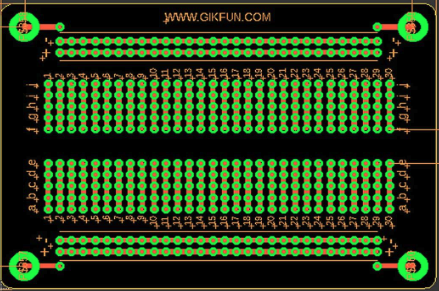 WWW.GIKFUN.COM
- -
+ +
1 2 3 4 5 6 7 8 9 10 11 12 13 14 15 16 17 18 19 20 21 22 23 24 25 26 27 28 29 30
f g h i j
f g h i j
a b c d e
a b c d e
1 2 3 4 5 6 7 8 9 10 11 12 13 14 15 16 17 18 19 20 21 22 23 24 25 26 27 28 29 30
- -
+ +